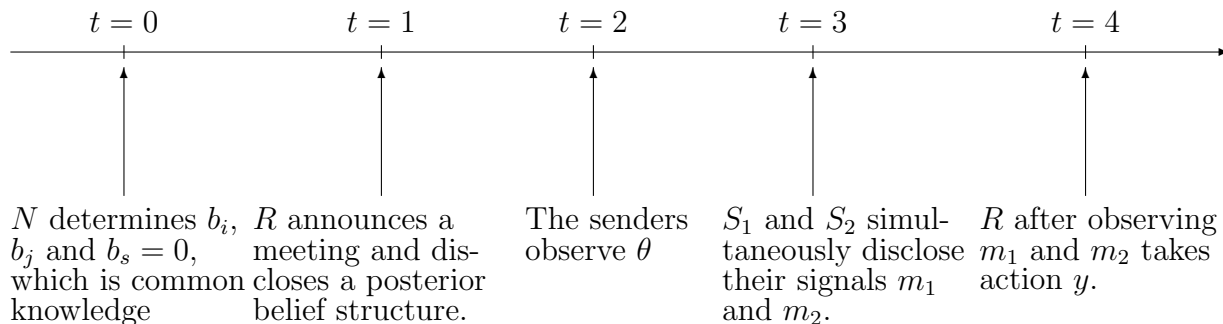 t = 0 t = 1 t = 2 t = 3 t = 4
N determines b_i,
b_j and b_s = 0,
which is common
knowledge
R announces a
meeting and dis-
closes a posterior
belief structure.
The senders
observe θ
S_1 and S_2 simul-
taneously disclose
their signals m_1
and m_2.
R after observing
m_1 and m_2 takes
action y.